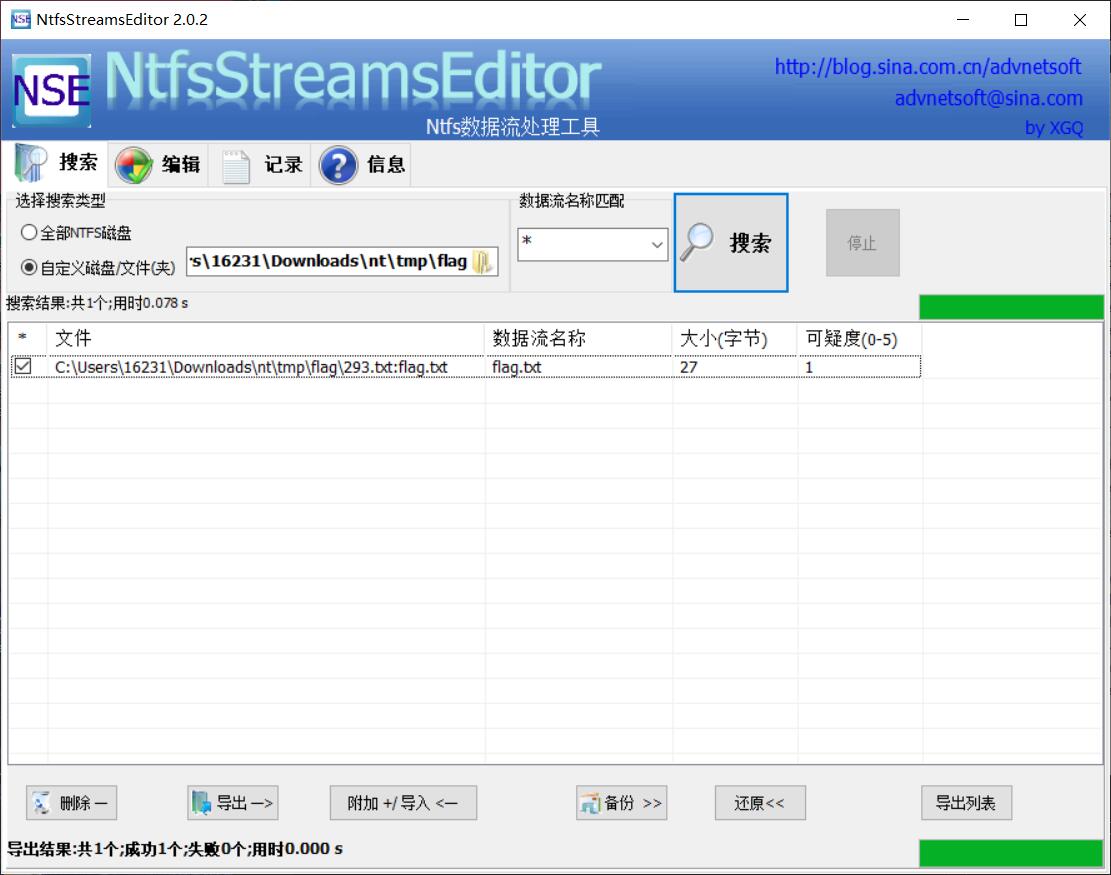 NSE NtfsStreamsEditor 2.0.2
NSE NtfsStreamsEditor
Ntfs数据流处理工具
http://blog.sina.com.cn/advnetsoft
advnetsoft@sina.com
by XGQ
搜索 编辑 记录 ? 信息
选择搜索类型
全部NTFS磁盘
自定义磁盘/文件(夹) s\16231\Downloads\nt\tmp\flag
数据流名称匹配
*
搜索
停止
搜索结果:共1个;用时0.078 s
* 文件 数据流名称 大小(字节) 可疑度(0-5)
C:\Users\16231\Downloads\nt\tmp\flag\293.txt:flag.txt flag.txt 27 1
删除 — 导出 —> 附加 +/导入 <— 备份 >> 还原<< 导出列表
导出结果:共1个;成功1个;失败0个;用时0.000 s